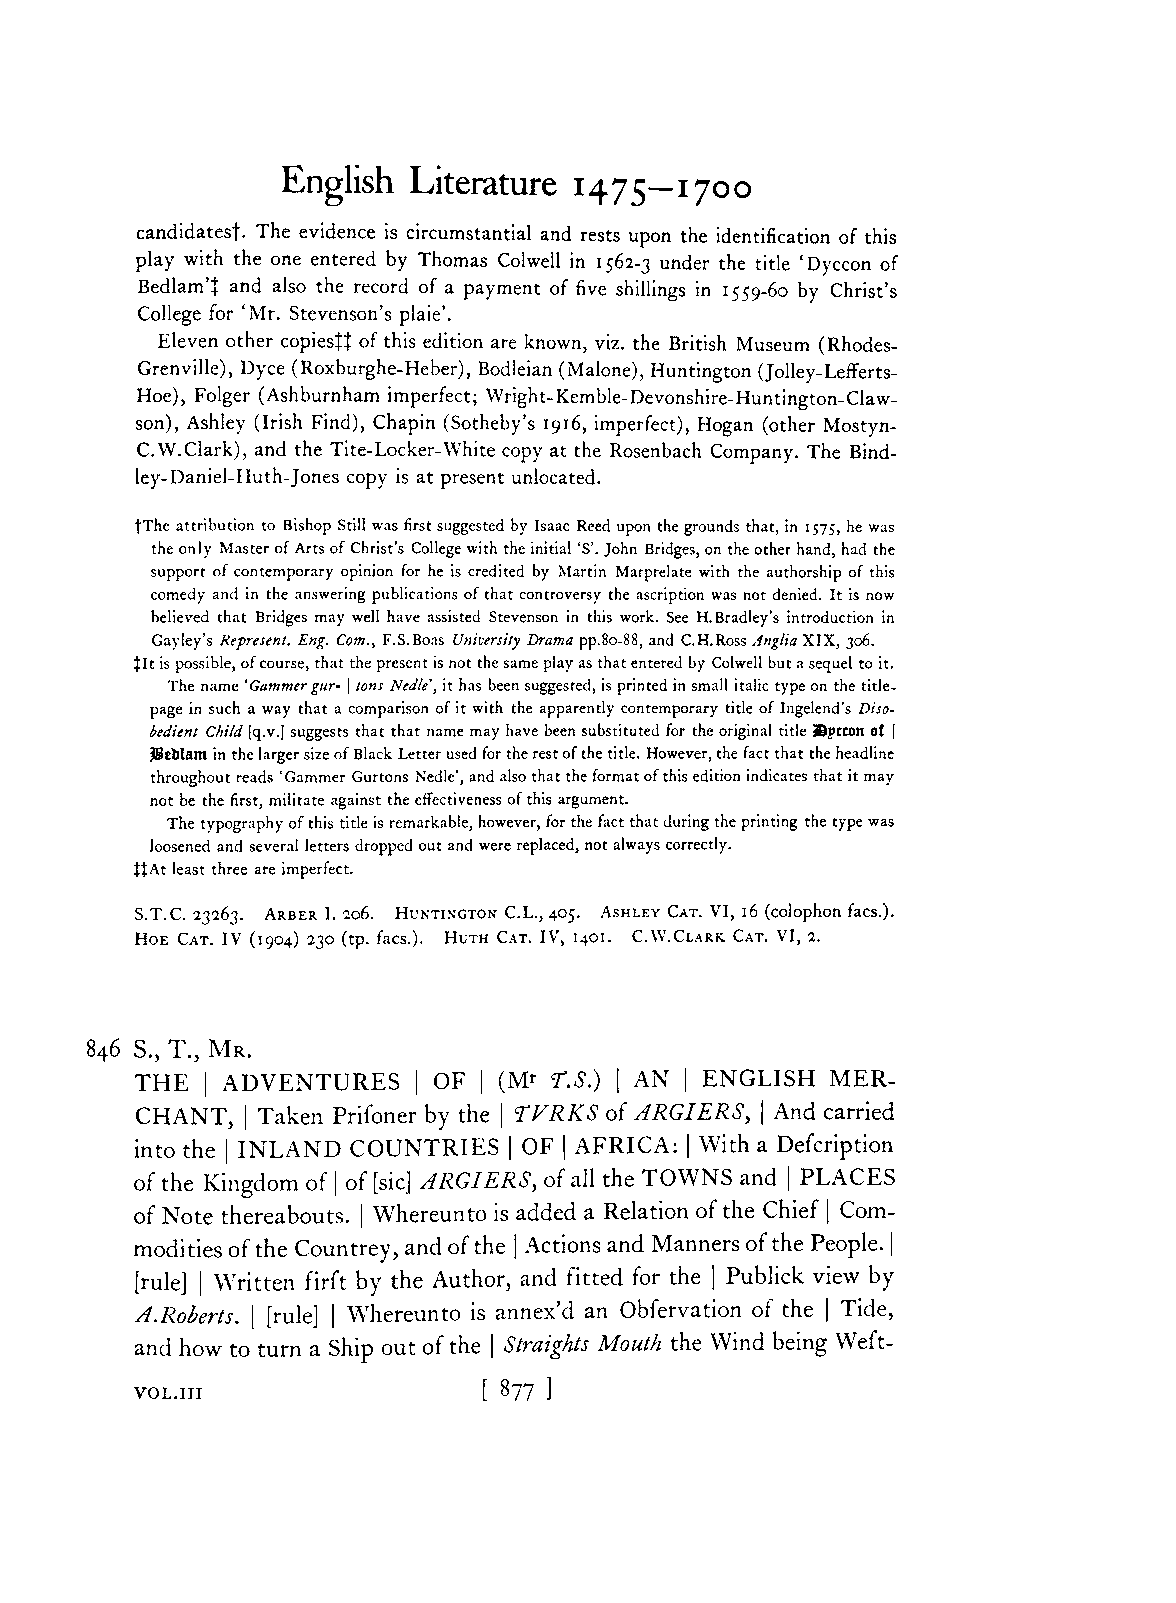 English Literature 1475—1700
candidates†. The evidence is circumstantial and rests upon the identification of this
play with the one entered by Thomas Colwell in 1562-3 under the title ‘Dyccon of
Bedlam’‡ and also the record of a payment of five shillings in 1559-60 by Christ's
College for ‘Mr. Stevenson's plaie’.
Eleven other copies‡‡ of this edition are known, viz. the British Museum (Rhodes-
Grenville), Dyce (Roxburghe-Heber), Bodleian (Malone), Huntington (Jolley-Lefferts-
Hoe), Folger (Ashburnham imperfect; Wright-Kemble-Devonshire-Huntington-Claw-
son), Ashley (Irish Find), Chapin (Sotheby's 1916, imperfect), Hogan (other Mostyn-
C.W.Clark), and the Tite-Locker-White copy at the Rosenbach Company. The Bind-
ley-Daniel-Huth-Jones copy is at present unlocated.
†The attribution to Bishop Still was first suggested by Isaac Reed upon the grounds that, in 1575, he was
the only Master of Arts of Christ's College with the initial ‘S’. John Bridges, on the other hand, had the
support of contemporary opinion for he is credited by Martin Marprelate with the authorship of this
comedy and in the answering publications of that controversy the ascription was not denied. It is now
believed that Bridges may well have assisted Stevenson in this work. See H.Bradley's introduction in
Gayley's Represent. Eng. Com., F.S.Boas University Drama pp.80-88, and C.H.Ross Anglia XIX, 306.
‡It is possible, of course, that the present is not the same play as that entered by Colwell but a sequel to it.
The name ‘Gammer gur- | tons Nedle’, it has been suggested, is printed in small italic type on the title-
page in such a way that a comparison of it with the apparently contemporary title of Ingelend's Diso-
bedient Child [q.v.] suggests that that name may have been substituted for the original title Dyccon of |
Bedlam in the larger size of Black Letter used for the rest of the title. However, the fact that the headline
throughout reads ‘Gammer Gurtons Nedle’, and also that the format of this edition indicates that it may
not be the first, militate against the effectiveness of this argument.
The typography of this title is remarkable, however, for the fact that during the printing the type was
loosened and several letters dropped out and were replaced, not always correctly.
‡‡At least three are imperfect.
S.T.C. 23263. ARBER I. 206. HUNTINGTON C.L., 405. ASHLEY CAT. VI, 16 (colophon facs.).
HOE CAT. IV (1904) 230 (tp. facs.). HUTH CAT. IV, 1401. C.W.CLARK CAT. VI, 2.
846 S., T., MR.
THE | ADVENTURES | OF | (Mr T.S.) | AN | ENGLISH MER-
CHANT, | Taken Priſoner by the | TVRKS of ARGIERS, | And carried
into the | INLAND COUNTRIES | OF | AFRICA: | With a Deſcription
of the Kingdom of | of [sic] ARGIERS, of all the TOWNS and | PLACES
of Note thereabouts. | Whereunto is added a Relation of the Chief | Com-
modities of the Countrey, and of the | Actions and Manners of the People. |
[rule] | Written firſt by the Author, and fitted for the | Publick view by
A.Roberts. | [rule] | Whereunto is annex'd an Obſervation of the | Tide,
and how to turn a Ship out of the | Straights Mouth the Wind being Weſt-
VOL.III [ 877 ]